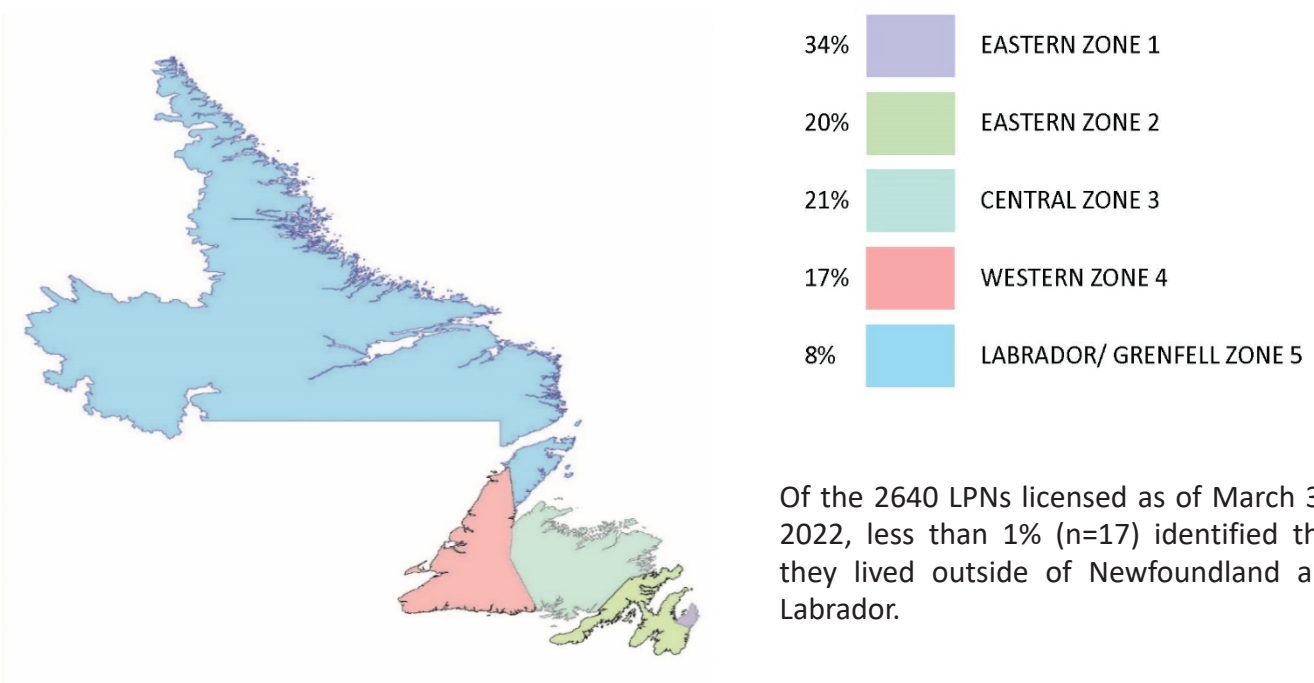 34% EASTERN ZONE 1
20% EASTERN ZONE 2
21% CENTRAL ZONE 3
17% WESTERN ZONE 4
8% LABRADOR/ GRENFELL ZONE 5
Of the 2640 LPNs licensed as of March
2022, less than 1% (n=17) identified
they lived outside of Newfoundland
Labrador.